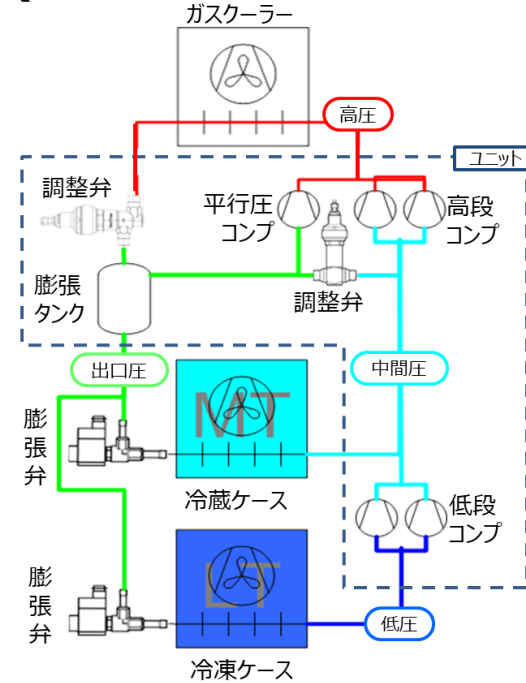 ガスクーラー
高圧
ユニット
調整弁
平行圧
コンプ
高段
コンプ
調整弁
膨張
タンク
出口圧
中間圧
MT
膨
張
弁
冷蔵ケース
低段
コンプ
LT
膨
張
弁
低圧
冷凍ケース